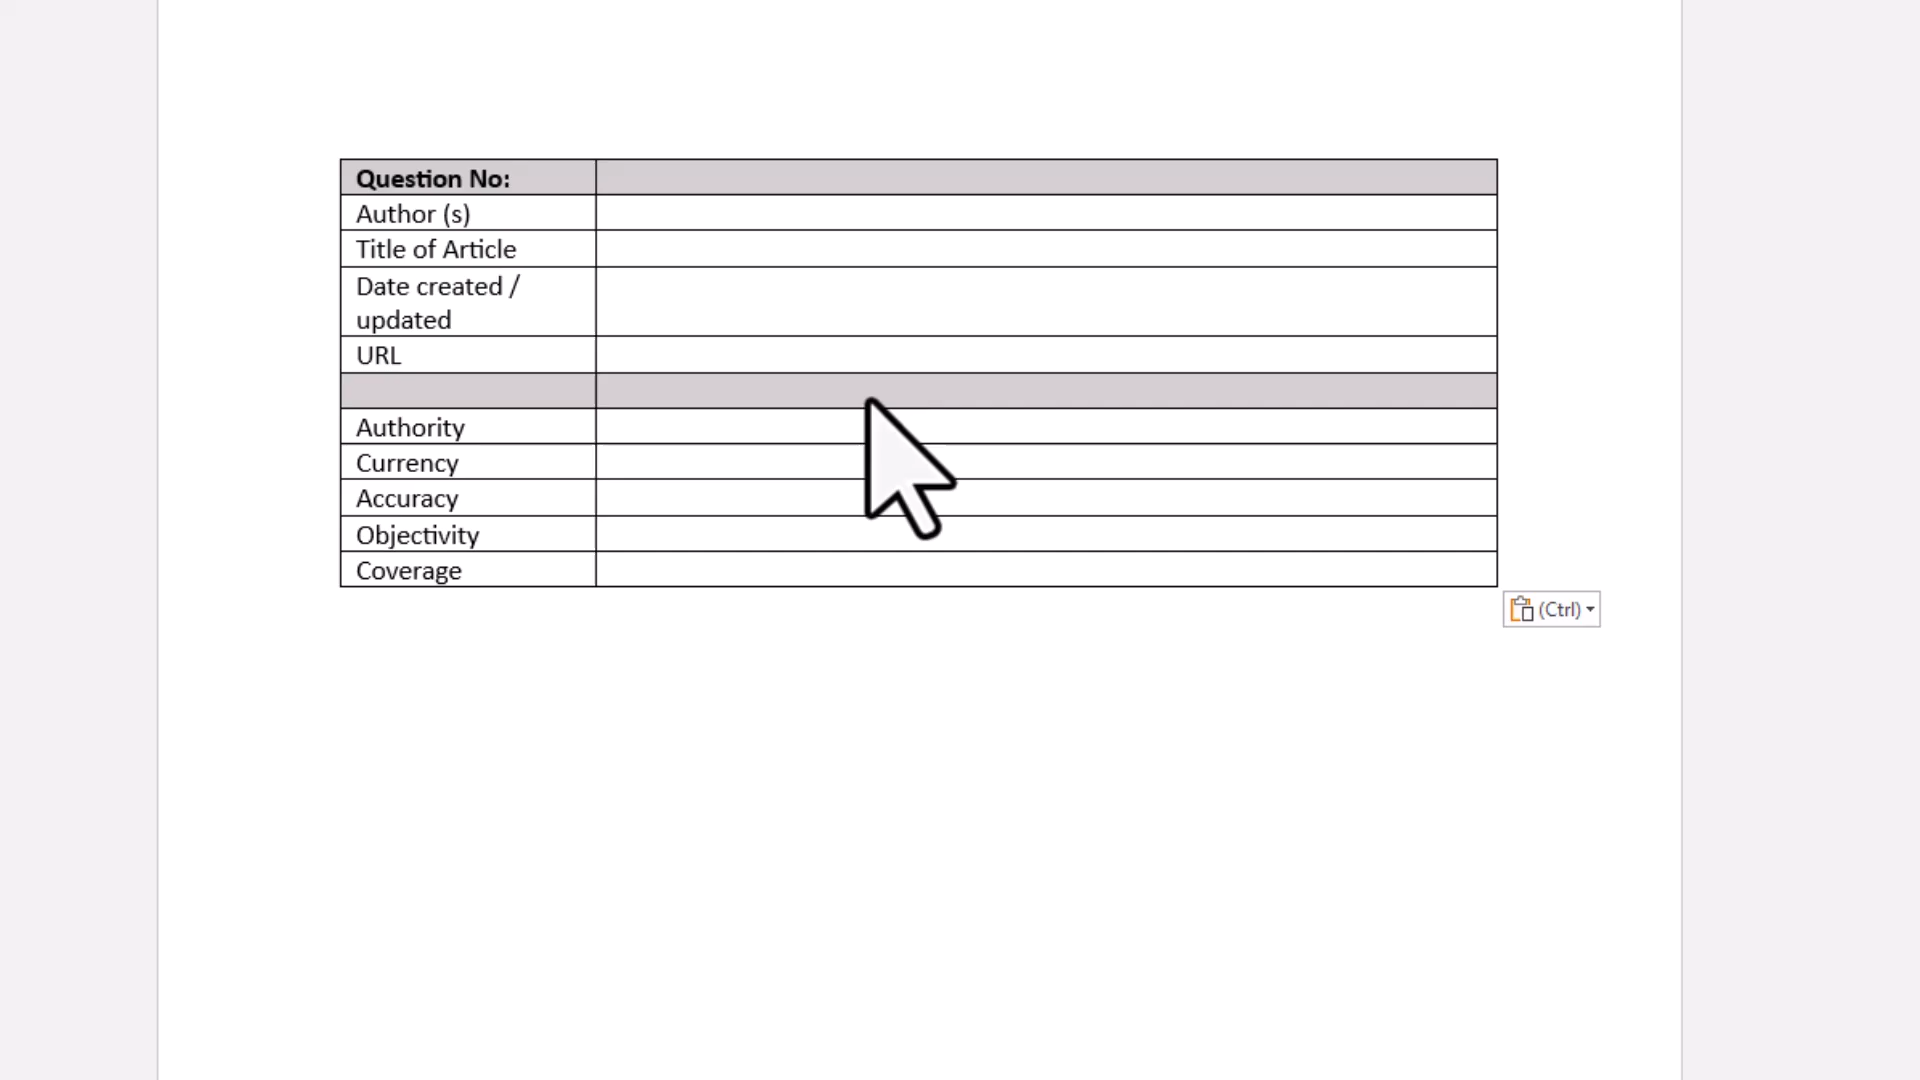 Question No:
Author (s)
Title of Article
Date created /
updated
URL
Authority
Currency
Accuracy
Objectivity
Coverage
(Ctrl)